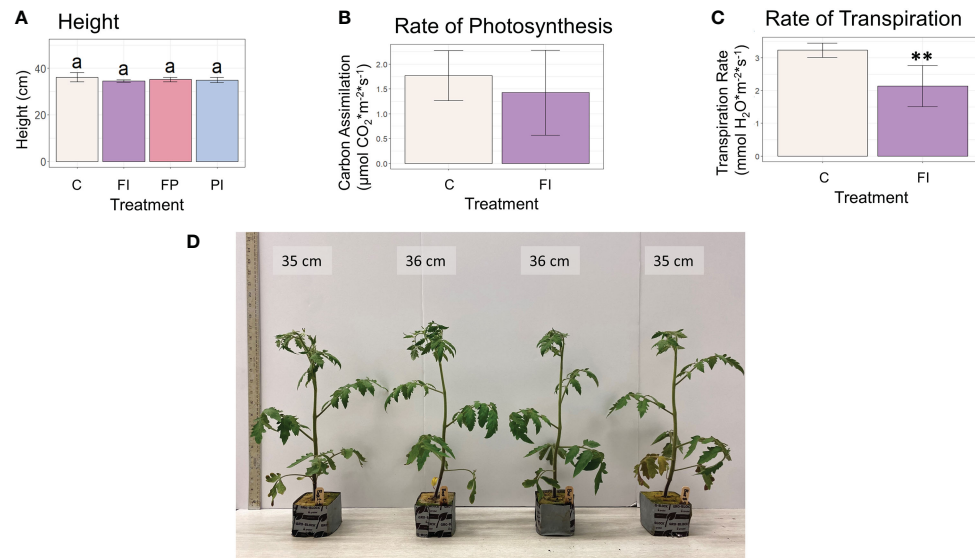 A
Height
Height (cm)
40
20
0
a
a
a
a
C
FI
FP
PI
Treatment
B
Rate of Photosynthesis
Carbon Assimilation
(µmol CO₂*m⁻²*s⁻¹)
2.0
1.5
1.0
0.5
0.0
C
FI
Treatment
C
Rate of Transpiration
Transpiration Rate
(mmol H₂O*m⁻²*s⁻¹)
3
2
1
0
**
C
FI
Treatment
D
35 cm
36 cm
36 cm
35 cm